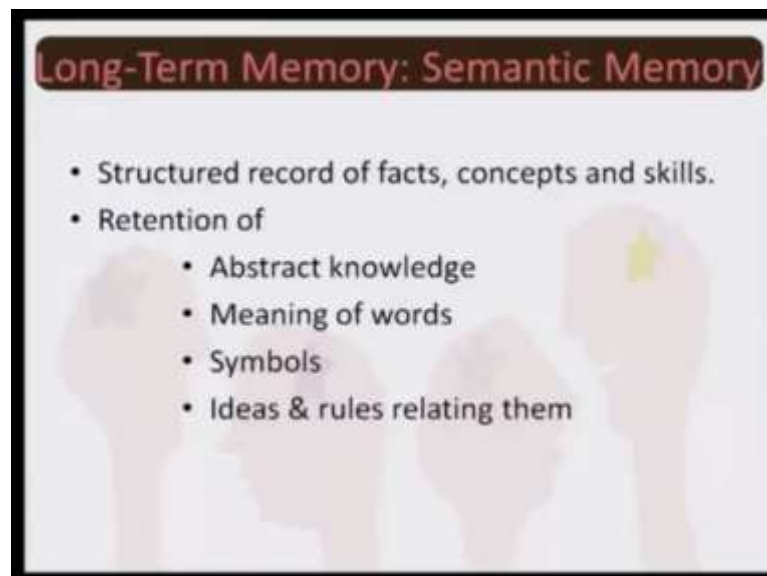 Long-Term Memory: Semantic Memory
• Structured record of facts, concepts and skills.
• Retention of
• Abstract knowledge
• Meaning of words
• Symbols
• Ideas & rules relating them